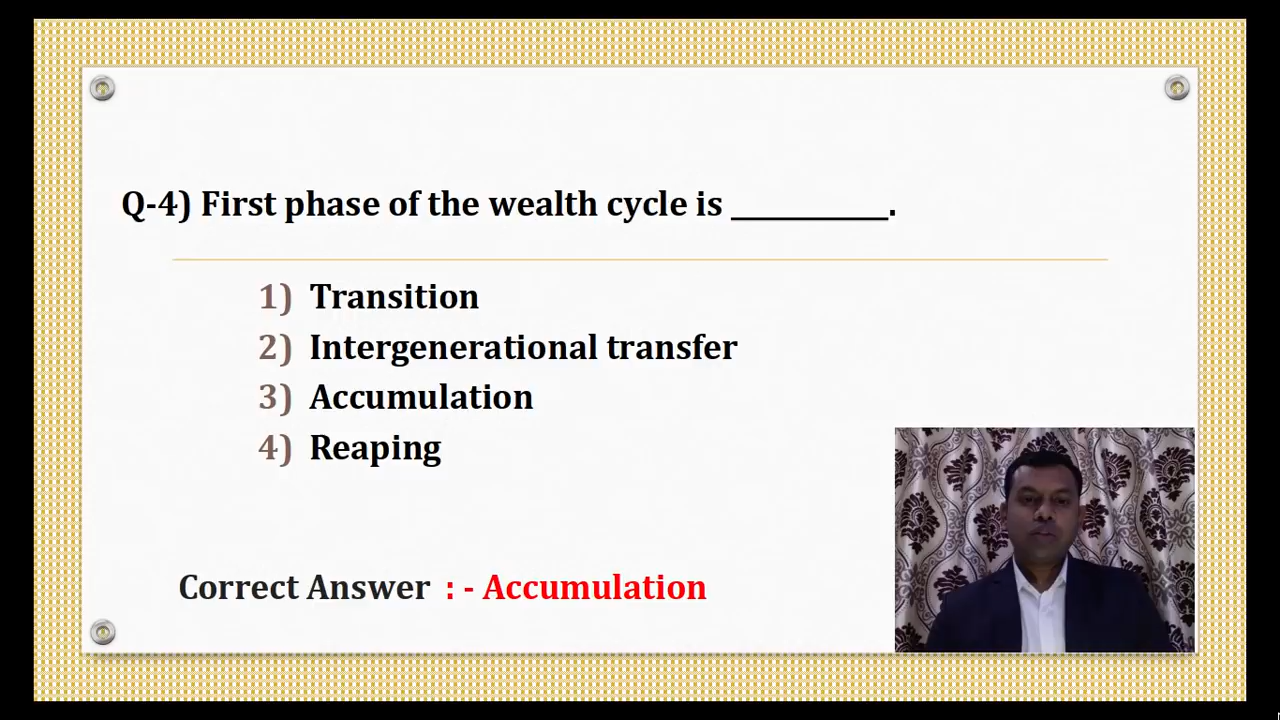 Q-4) First phase of the wealth cycle is __________.
1) Transition
2) Intergenerational transfer
3) Accumulation
4) Reaping
Correct Answer : - Accumulation